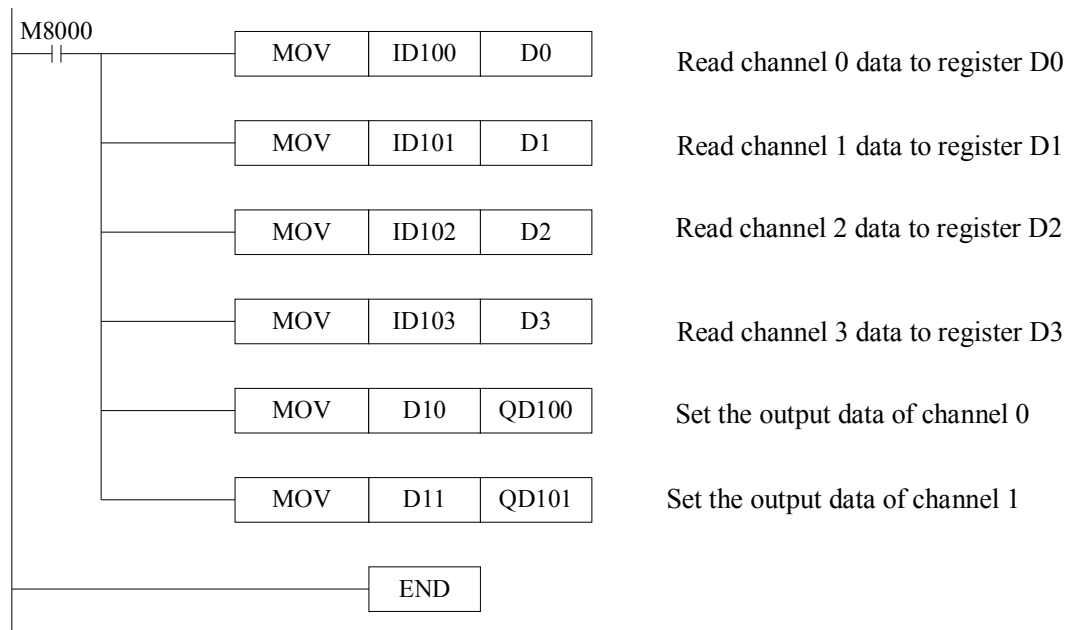 M8000
MOV ID100 D0 Read channel 0 data to register D0
MOV ID101 D1 Read channel 1 data to register D1
MOV ID102 D2 Read channel 2 data to register D2
MOV ID103 D3 Read channel 3 data to register D3
MOV D10 QD100 Set the output data of channel 0
MOV D11 QD101 Set the output data of channel 1
END